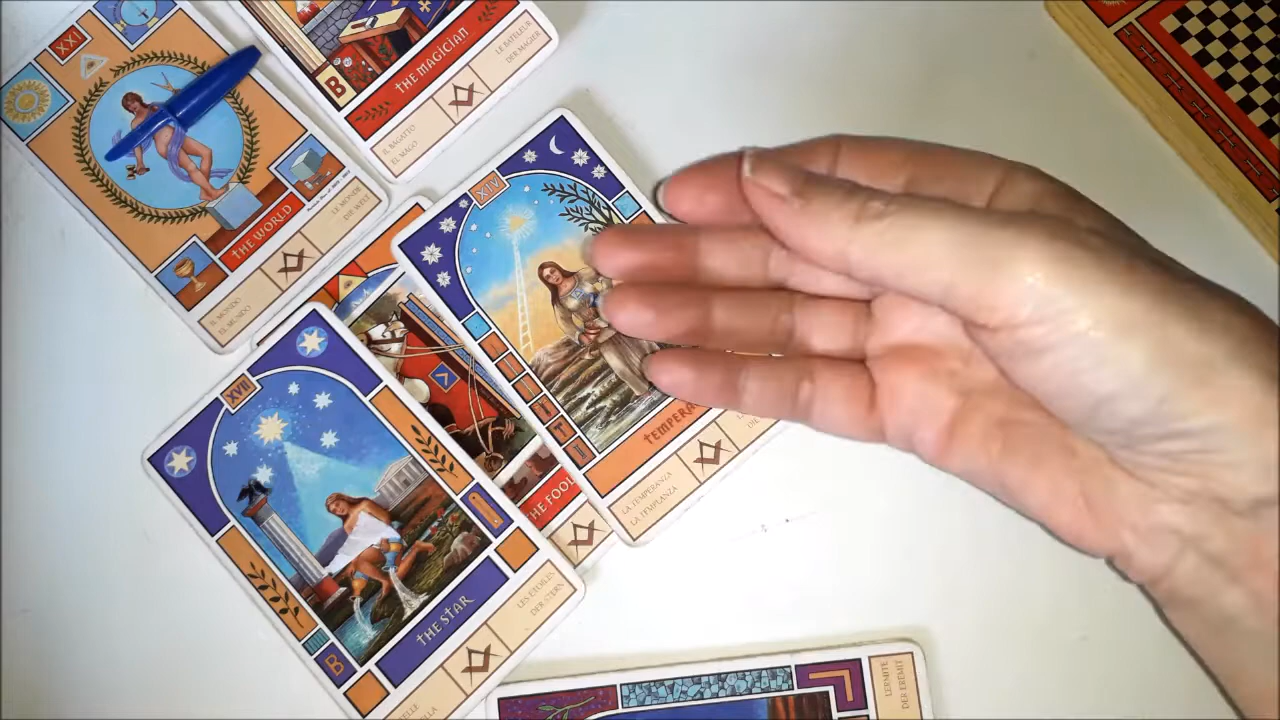 XXI
THE WORLD
LE MONDE
DIE WELT
IL MONDO
EL MUNDO
B
THE MAGICIAN
LE BATELEUR
DER MAGIER
IL BAGATTO
EL MAGO
XIV
TEMPERA
LA TEMPERANZA
LA TEMPLANZA
THE FOOL
XVII
B
THE STAR
LES ETOILES
DER STERN
L'ERMITE
DER EREMIT